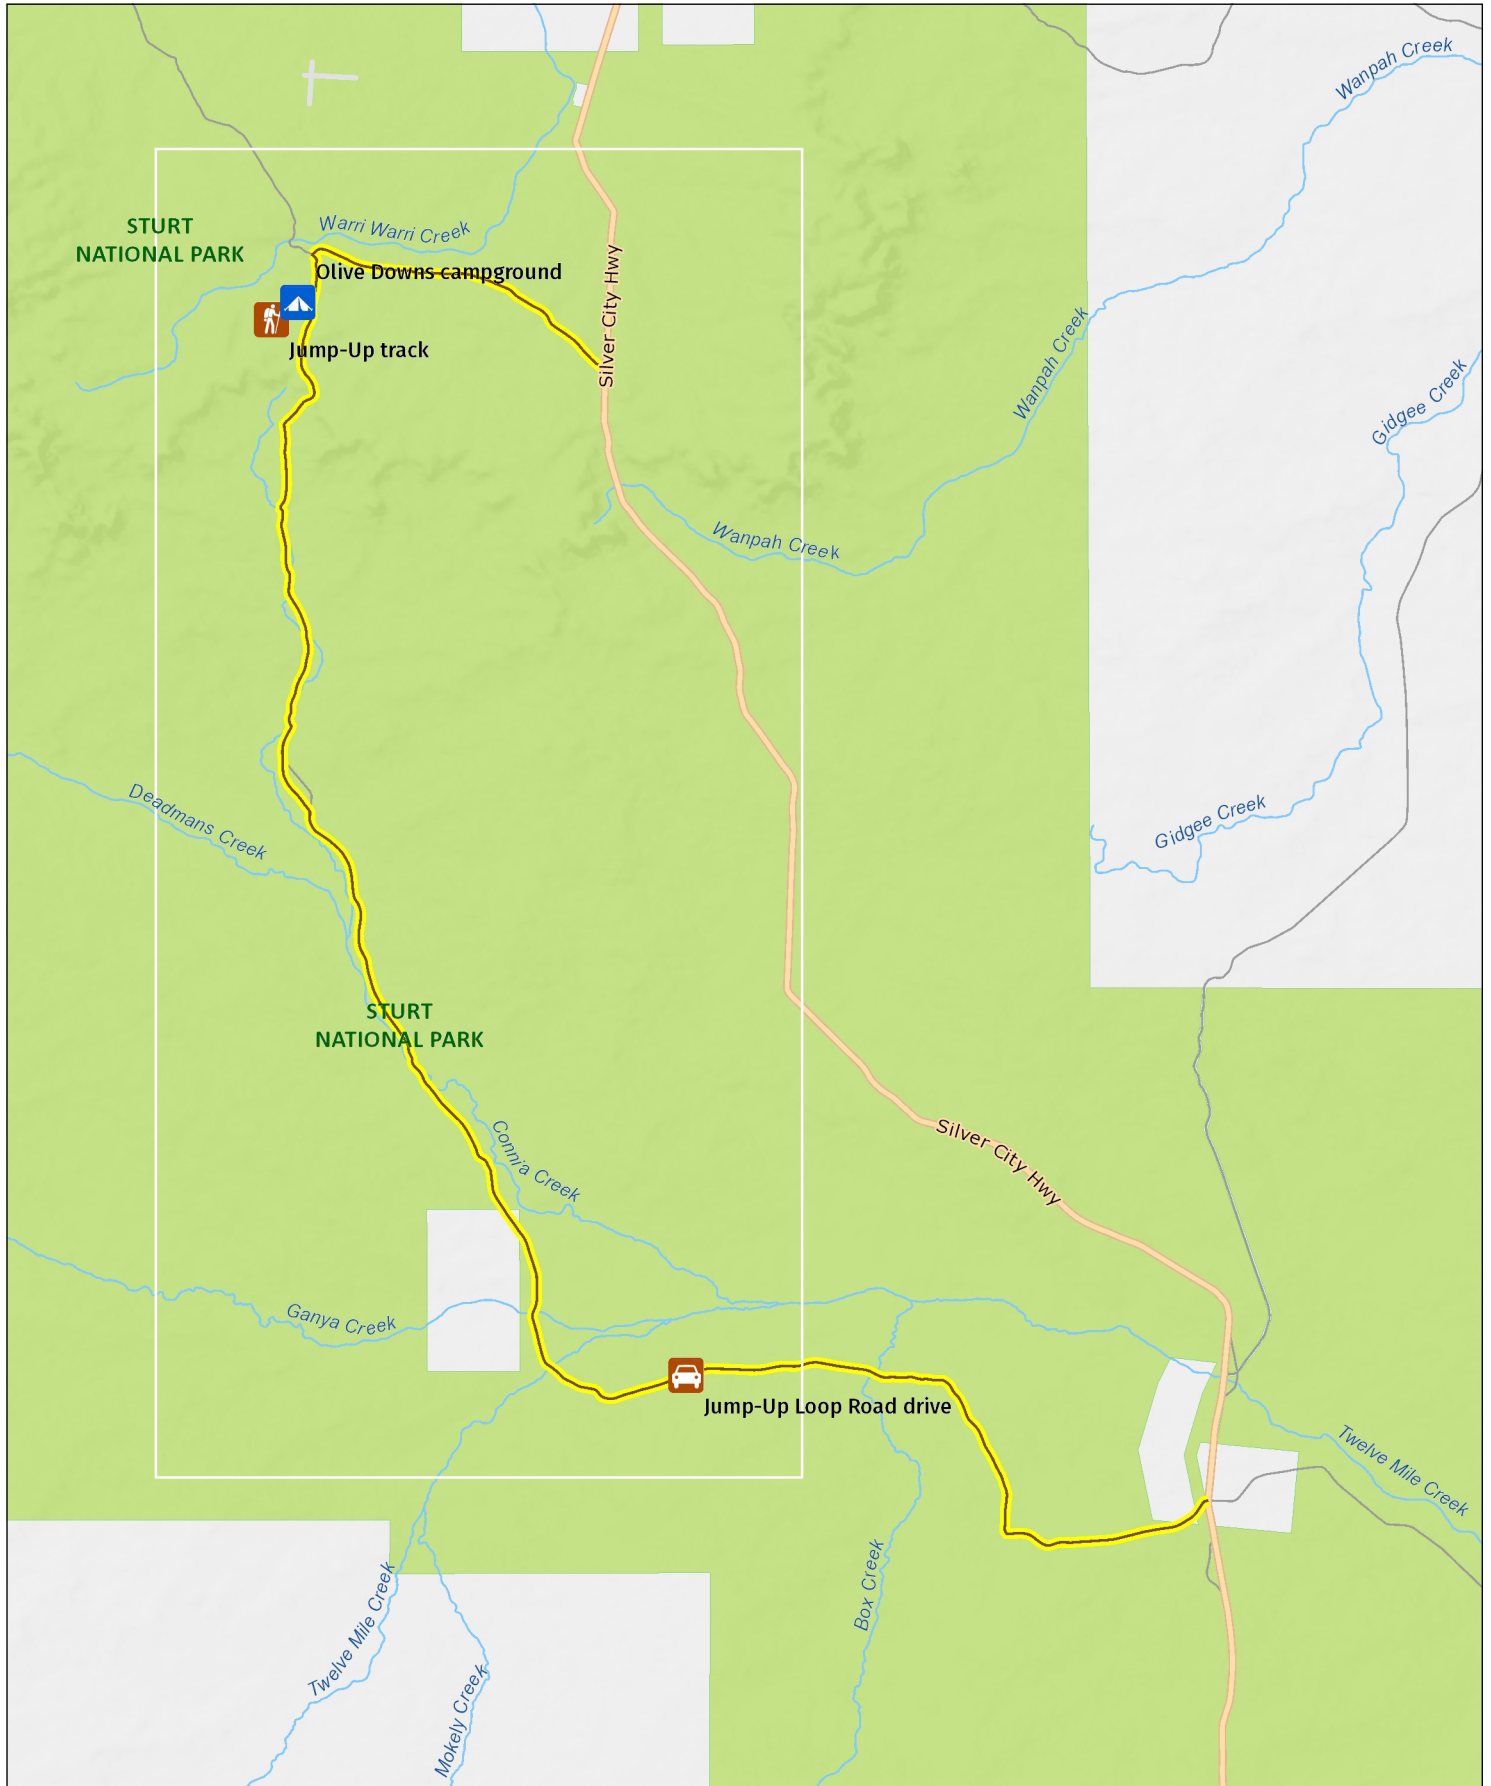 Wanpah Creek
STURT
NATIONAL PARK
Warri Warri Creek
Olive Downs campground
Silver City Hwy
Jump-Up track
Wanpah Creek
Gidgee Creek
Wanpah Creek
Deadmans Creek
Gidgee Creek
STURT
NATIONAL PARK
Connia Creek
Silver City Hwy
Ganya Creek
Jump-Up Loop Road drive
Twelve Mile Creek
Box Creek
Twelve Mile Creek
Mokely Creek